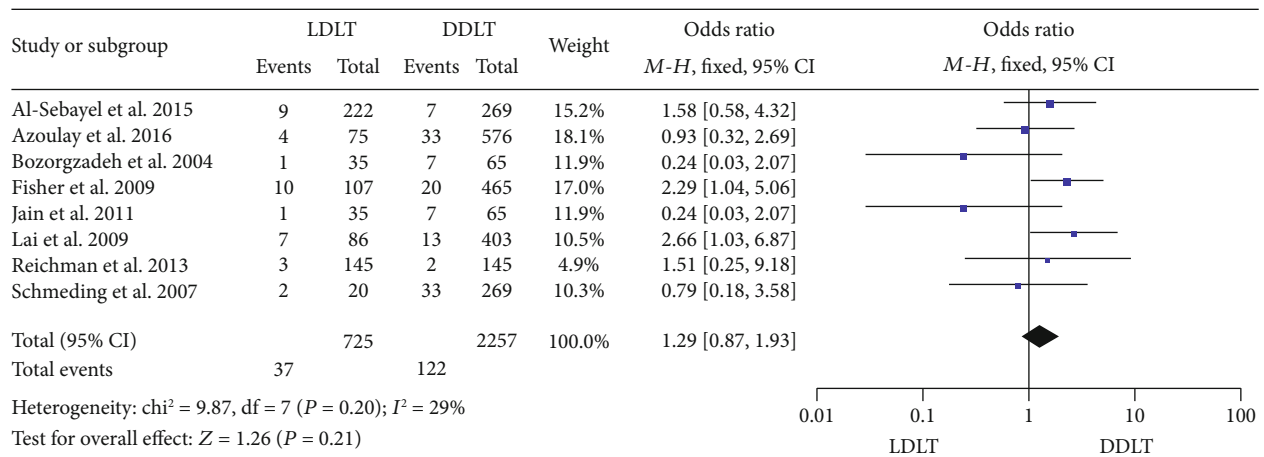 Study or subgroup LDLT DDLT Weight Odds ratio Odds ratio
Events Total Events Total M-H, fixed, 95% CI M-H, fixed, 95% CI
Al-Sebayel et al. 2015 9 222 7 269 15.2% 1.58 [0.58, 4.32]
Azoulay et al. 2016 4 75 33 576 18.1% 0.93 [0.32, 2.69]
Bozorgzadeh et al. 2004 1 35 7 65 11.9% 0.24 [0.03, 2.07]
Fisher et al. 2009 10 107 20 465 17.0% 2.29 [1.04, 5.06]
Jain et al. 2011 1 35 7 65 11.9% 0.24 [0.03, 2.07]
Lai et al. 2009 7 86 13 403 10.5% 2.66 [1.03, 6.87]
Reichman et al. 2013 3 145 2 145 4.9% 1.51 [0.25, 9.18]
Schmeding et al. 2007 2 20 33 269 10.3% 0.79 [0.18, 3.58]
Total (95% CI) 725 2257 100.0% 1.29 [0.87, 1.93]
Total events 37 122
Heterogeneity: chi² = 9.87, df = 7 (P = 0.20); I² = 29%
Test for overall effect: Z = 1.26 (P = 0.21)
0.01 0.1 1 10 100
LDLT DDLT